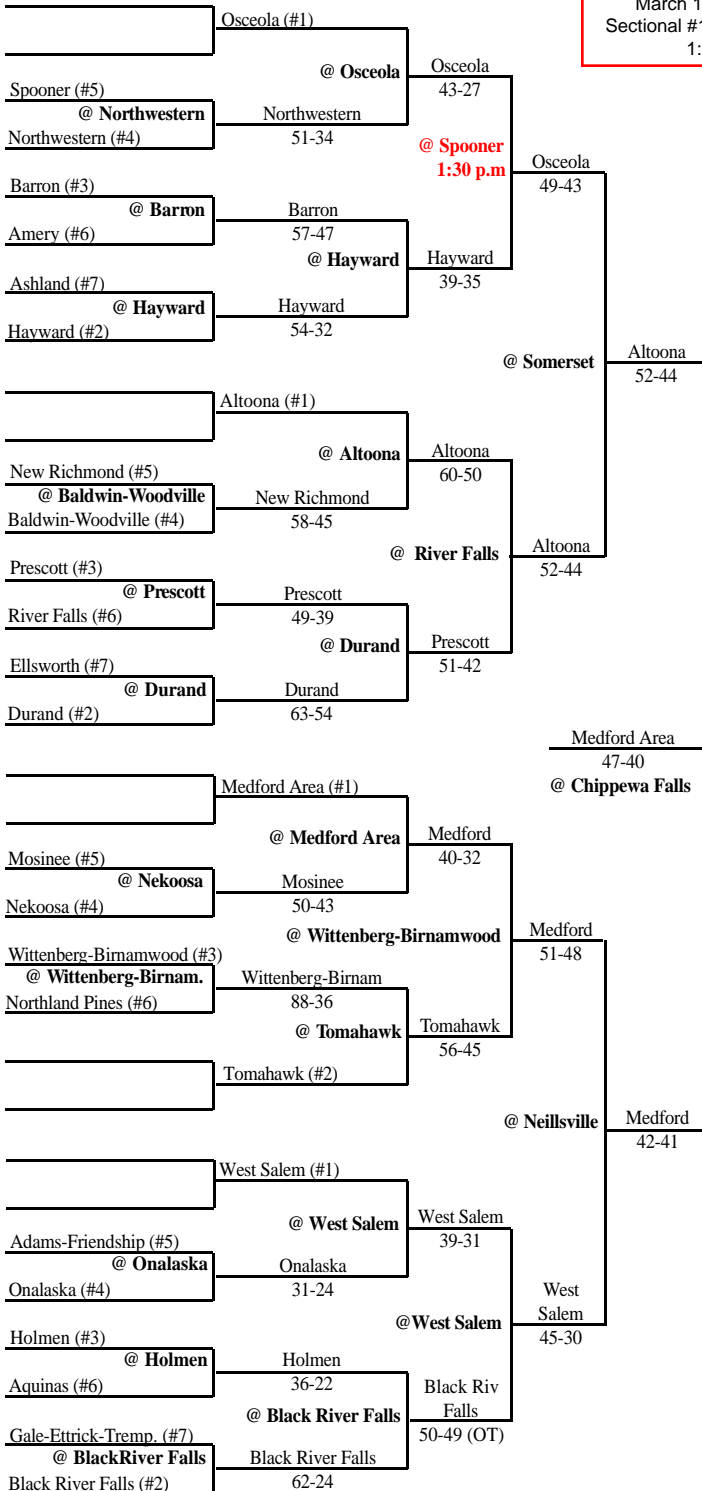 March 1
Sectional #1
1:
Osceola (#1)
@ Osceola
Osceola
43-27
Spooner (#5)
@ Northwestern
Northwestern (#4)
Northwestern
51-34
@ Spooner
1:30 p.m
Osceola
49-43
Barron (#3)
@ Barron
Amery (#6)
Barron
57-47
@ Hayward
Hayward
39-35
Ashland (#7)
@ Hayward
Hayward (#2)
Hayward
54-32
@ Somerset
Altoona
52-44
Altoona (#1)
@ Altoona
Altoona
60-50
New Richmond (#5)
@ Baldwin-Woodville
Baldwin-Woodville (#4)
New Richmond
58-45
@ River Falls
Altoona
52-44
Prescott (#3)
@ Prescott
River Falls (#6)
Prescott
49-39
@ Durand
Prescott
51-42
Ellsworth (#7)
@ Durand
Durand (#2)
Durand
63-54
Medford Area
47-40
@ Chippewa Falls
Medford Area (#1)
@ Medford Area
Medford
40-32
Mosinee (#5)
@ Nekoosa
Nekoosa (#4)
Mosinee
50-43
@ Wittenberg-Birnamwood
Medford
51-48
Wittenberg-Birnamwood (#3)
@ Wittenberg-Birnam.
Northland Pines (#6)
Wittenberg-Birnam
88-36
@ Tomahawk
Tomahawk
56-45
Tomahawk (#2)
@ Neillsville
Medford
42-41
West Salem (#1)
@ West Salem
West Salem
39-31
Adams-Friendship (#5)
@ Onalaska
Onalaska (#4)
Onalaska
31-24
@West Salem
West
Salem
45-30
Holmen (#3)
@ Holmen
Aquinas (#6)
Holmen
36-22
@ Black River Falls
Black Riv
Falls
50-49 (OT)
Gale-Ettrick-Tremp. (#7)
@ BlackRiver Falls
Black River Falls (#2)
Black River Falls
62-24